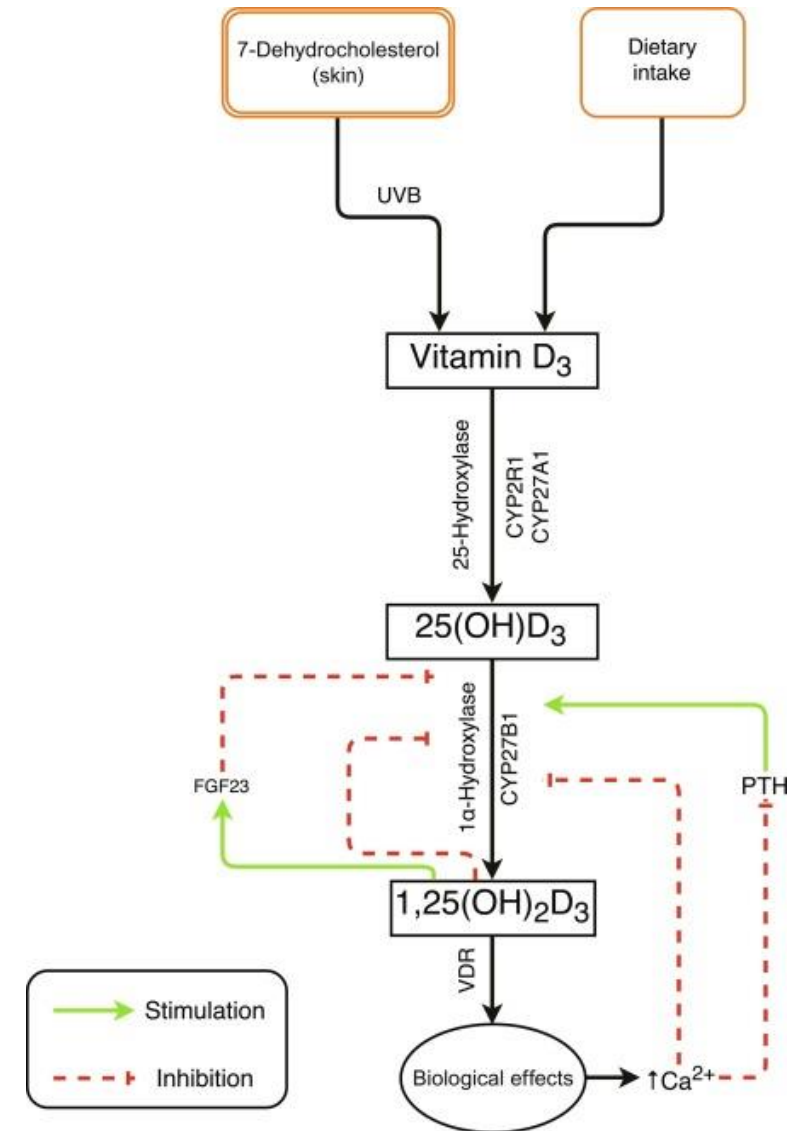 7-Dehydrocholesterol
(skin)
Dietary
intake
UVB
Vitamin D₃
25-Hydroxylase
CYP2R1
CYP27A1
25(OH)D₃
1α-Hydroxylase
CYP27B1
FGF23
PTH
1,25(OH)₂D₃
VDR
Stimulation
Inhibition
Biological effects
↑Ca²⁺